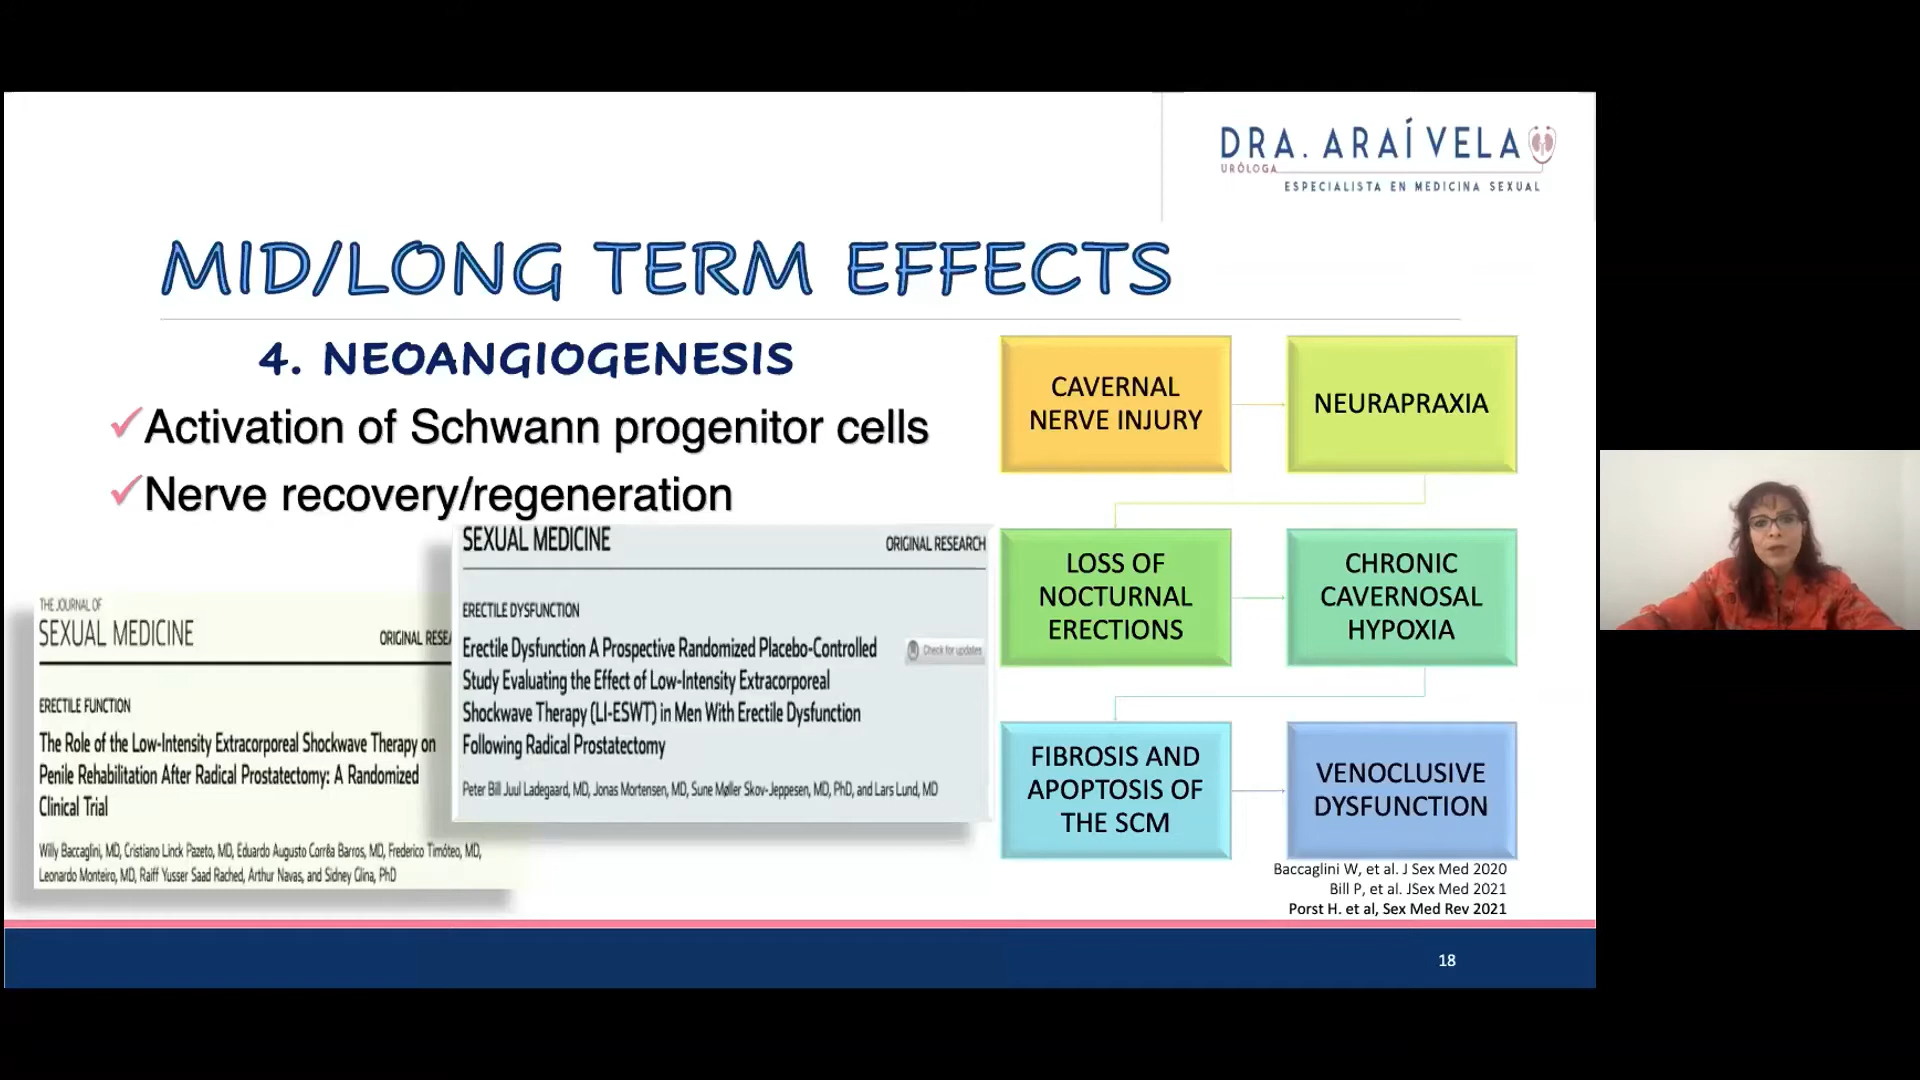 DRA. ARAÍ VELA
URÓLOGA
ESPECIALISTA EN MEDICINA SEXUAL
MID/LONG TERM EFFECTS
4. NEOANGIOGENESIS
✓Activation of Schwann progenitor cells
✓Nerve recovery/regeneration
THE JOURNAL OF
SEXUAL MEDICINE
ORIGINAL RESEA
ERECTILE FUNCTION
The Role of the Low-Intensity Extracorporeal Shockwave Therapy on
Penile Rehabilitation After Radical Prostatectomy: A Randomized
Clinical Trial
Willy Baccaglini, MD, Cristiano Linck Pazeto, MD, Eduardo Augusto Corrêa Barros, MD, Frederico Timóteo, MD,
Leonardo Monteiro, MD, Raiff Yusser Saad Rached, Arthur Navas, and Sidney Glina, PhD
SEXUAL MEDICINE
ORIGINAL RESEARCH
ERECTILE DYSFUNCTION
Erectile Dysfunction A Prospective Randomized Placebo-Controlled
Study Evaluating the Effect of Low-Intensity Extracorporeal
Shockwave Therapy (LI-ESWT) in Men With Erectile Dysfunction
Following Radical Prostatectomy
Check for updates
Peter Bill Juul Ladegaard, MD, Jonas Mortensen, MD, Sune Møller Skov-Jeppesen, MD, PhD, and Lars Lund, MD
CAVERNAL
NERVE INJURY
NEURAPRAXIA
LOSS OF
NOCTURNAL
ERECTIONS
CHRONIC
CAVERNOSAL
HYPOXIA
FIBROSIS AND
APOPTOSIS OF
THE SCM
VENOCLUSIVE
DYSFUNCTION
Baccaglini W, et al. J Sex Med 2020
Bill P, et al. JSex Med 2021
Porst H. et al, Sex Med Rev 2021
18